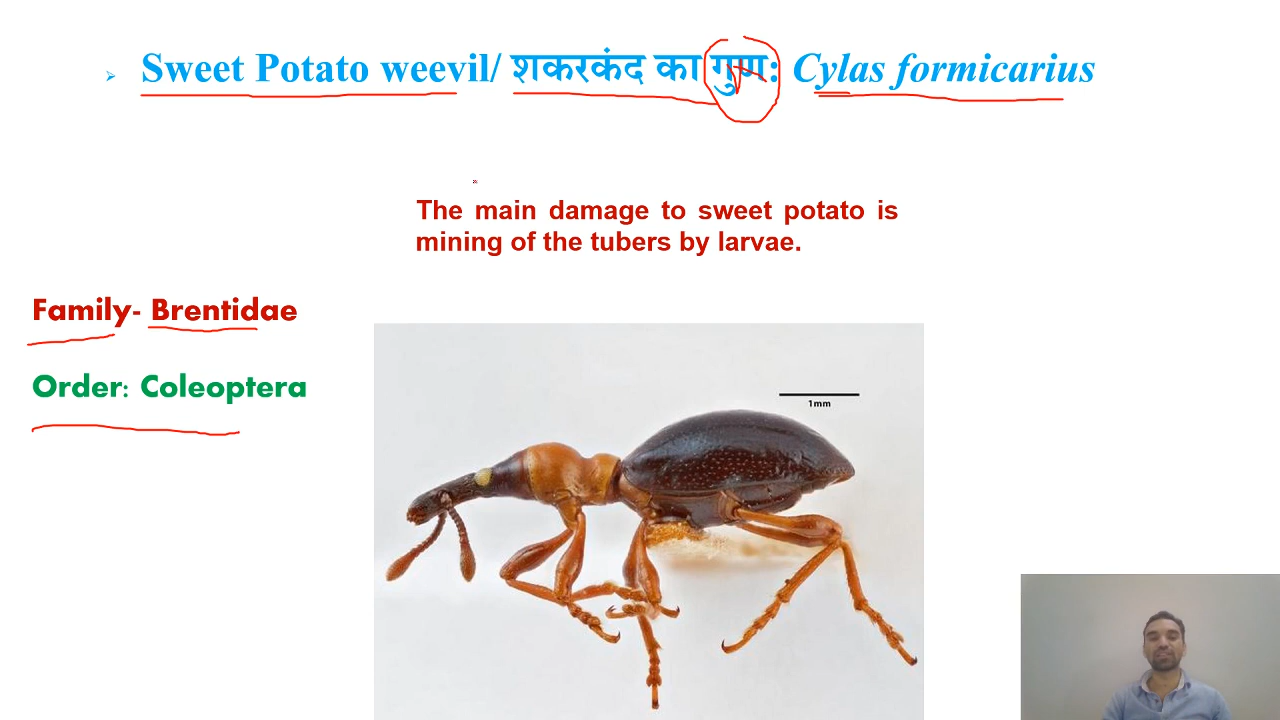 Sweet Potato weevil/ शकरकंद का गुण: Cylas formicarius
The main damage to sweet potato is
mining of the tubers by larvae.
Family- Brentidae
Order: Coleoptera
1mm